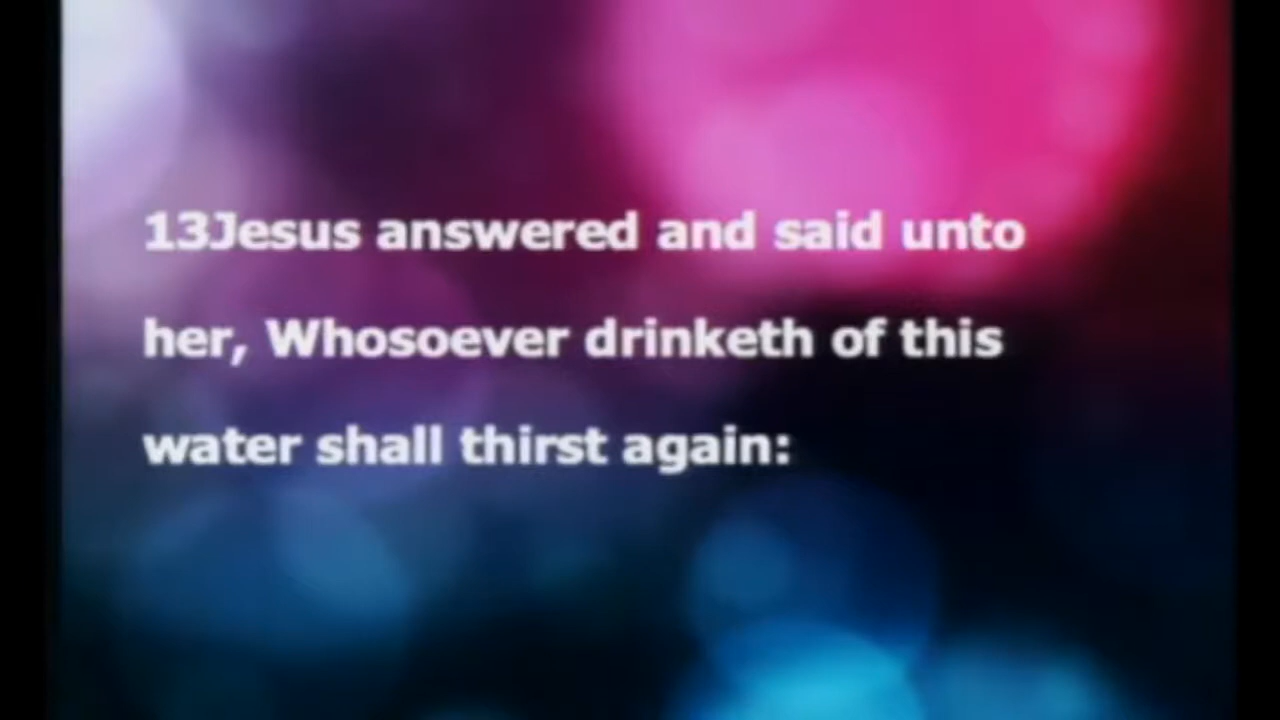 13Jesus answered and said unto
her, Whosoever drinketh of this
water shall thirst again: